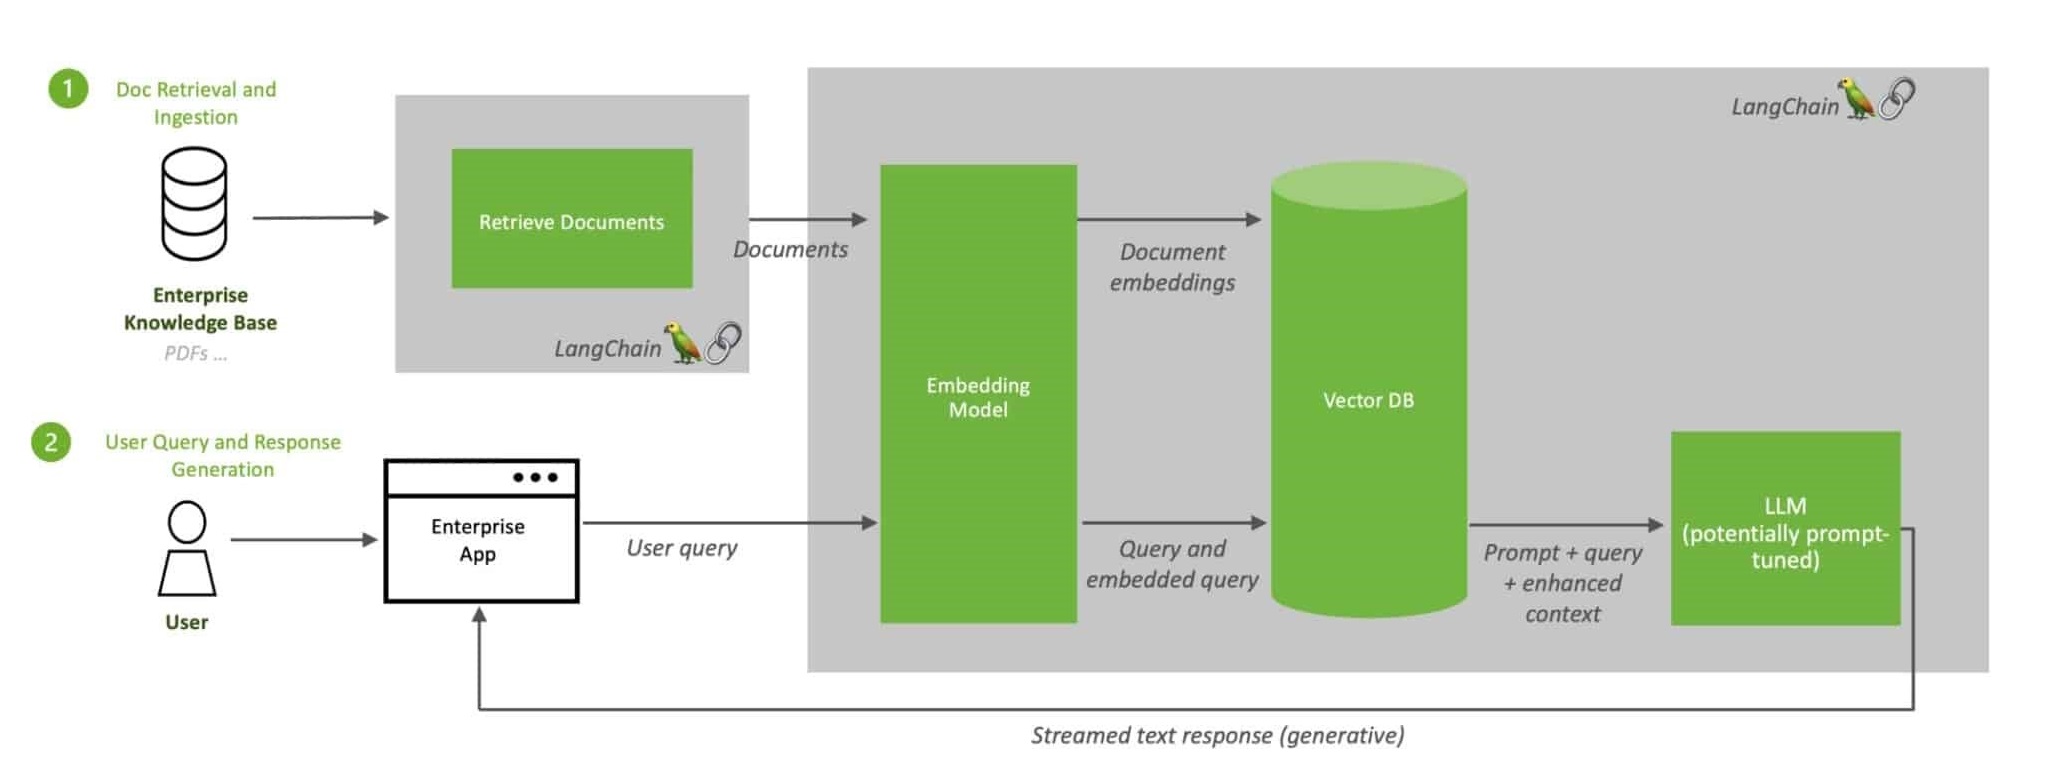 1
Doc Retrieval and
Ingestion
Enterprise
Knowledge Base
PDFs ...
Retrieve Documents
LangChain
Documents
LangChain
Embedding
Model
Document
embeddings
Vector DB
2
User Query and Response
Generation
User
Enterprise
App
User query
Query and
embedded query
Prompt + query
+ enhanced
context
LLM
(potentially prompt-
tuned)
Streamed text response (generative)